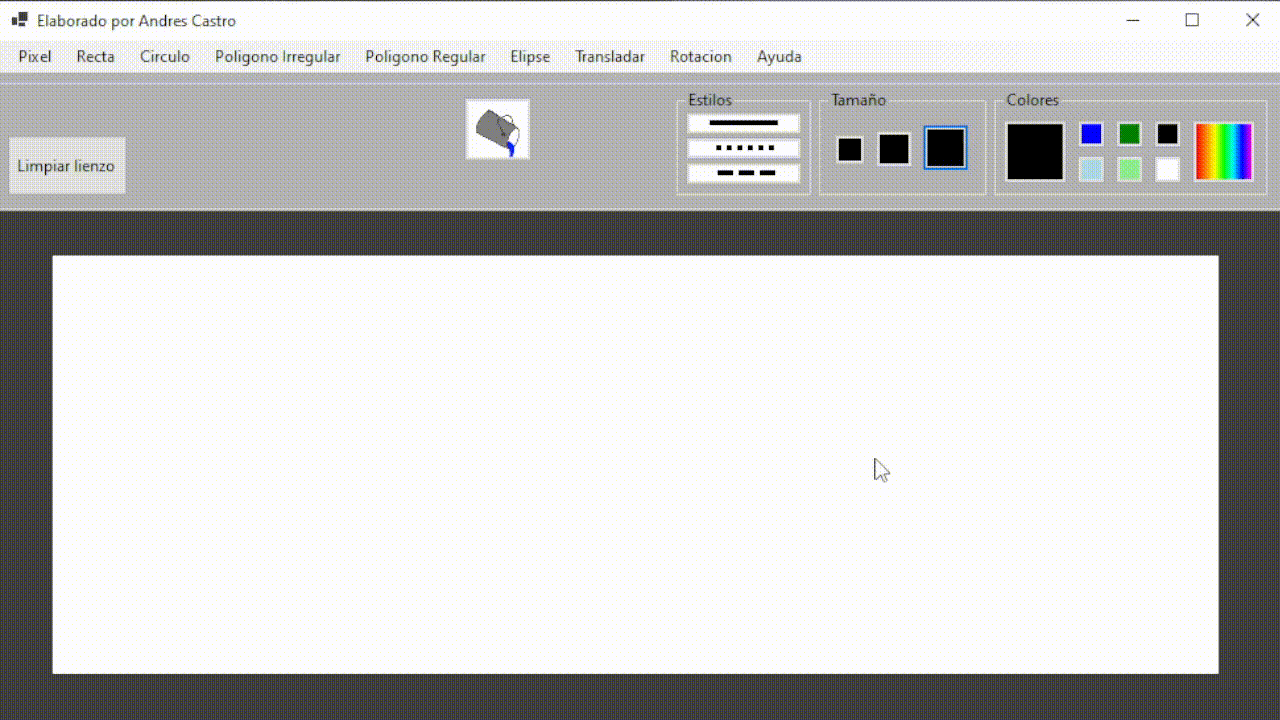 Elaborado por Andres Castro
Pixel Recta Circulo Poligono Irregular Poligono Regular Elipse Transladar Rotacion Ayuda
Estilos Tamaño Colores
Limpiar lienzo